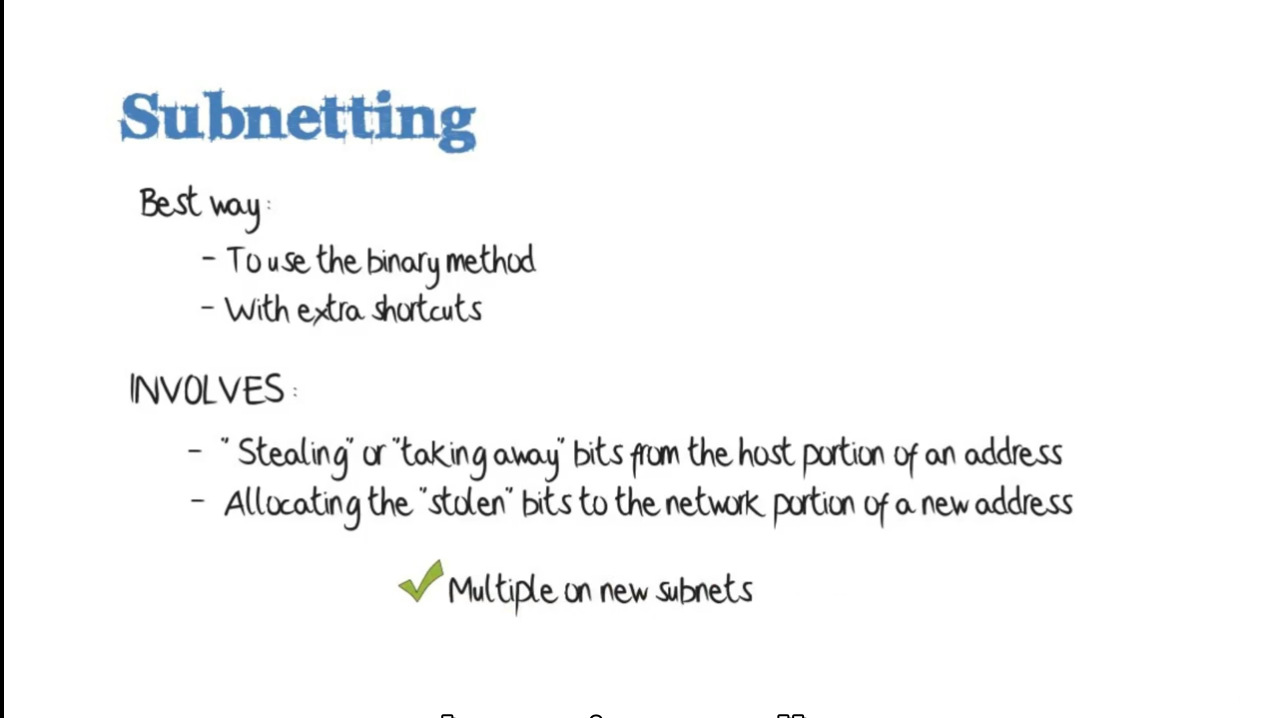 Subnetting
Best way:
- To use the binary method
- With extra shortcuts
INVOLVES:
- "Stealing" or "taking away" bits from the host portion of an address
- Allocating the "stolen" bits to the network portion of a new address
Multiple on new subnets